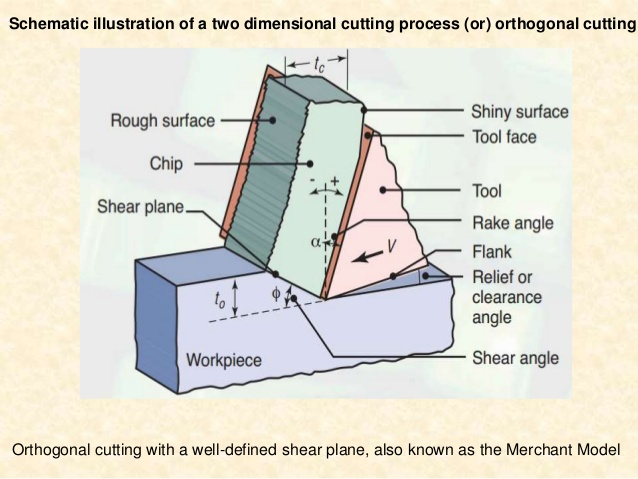 Schematic illustration of a two dimensional cutting process (or) orthogonal cutting
tc
Rough surface
Shiny surface
Tool face
Chip
- +
Tool
Shear plane
Rake angle
α
V
Flank
Relief or
clearance
angle
to
ϕ
Workpiece
Shear angle
Orthogonal cutting with a well-defined shear plane, also known as the Merchant Model